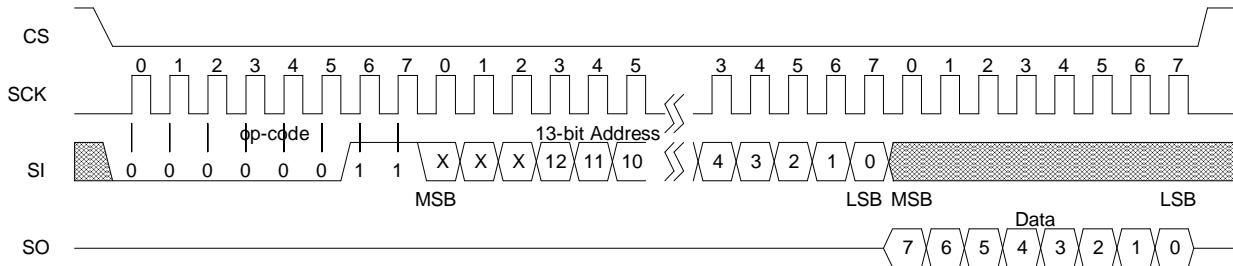 CS
0 1 2 3 4 5 6 7 0 1 2 3 4 5 3 4 5 6 7 0 1 2 3 4 5 6 7
SCK
op-code 13-bit Address
SI 0 0 0 0 0 0 1 1 X X X 12 11 10 4 3 2 1 0
MSB LSB MSB LSB
Data
SO 7 6 5 4 3 2 1 0